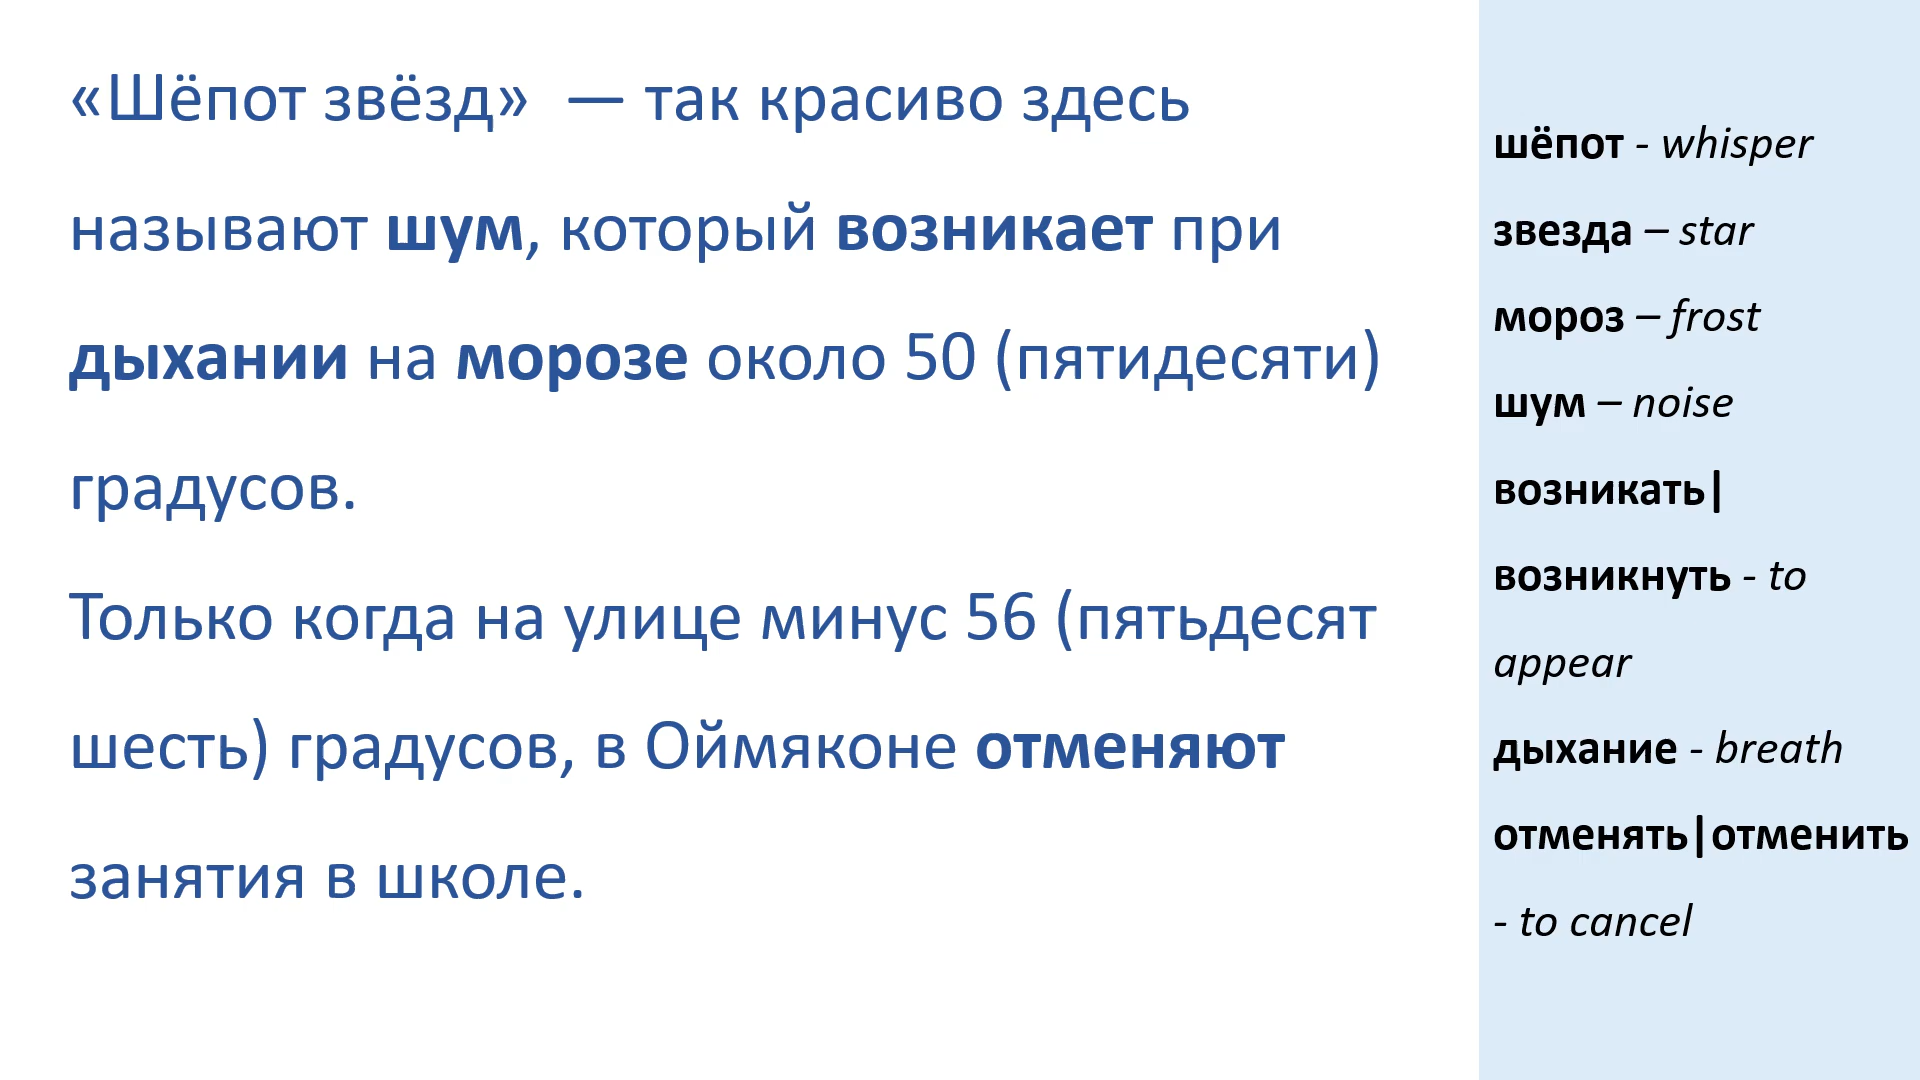 «Шёпот звёзд» — так красиво здесь
называют шум, который возникает при
дыхании на морозе около 50 (пятидесяти)
градусов.
Только когда на улице минус 56 (пятьдесят
шесть) градусов, в Оймяконе отменяют
занятия в школе.
шёпот - whisper
звезда – star
мороз – frost
шум – noise
возникать|
возникнуть - to
appear
дыхание - breath
отменять|отменить
- to cancel